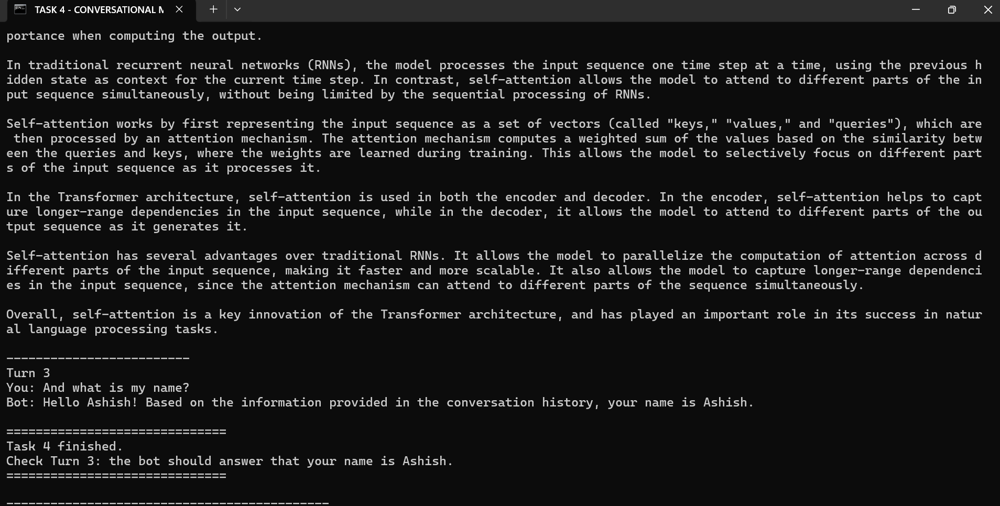 TASK 4 - CONVERSATIONAL M
portance when computing the output.
In traditional recurrent neural networks (RNNs), the model processes the input sequence one time step at a time, using the previous h
idden state as context for the current time step. In contrast, self-attention allows the model to attend to different parts of the in
put sequence simultaneously, without being limited by the sequential processing of RNNs.
Self-attention works by first representing the input sequence as a set of vectors (called "keys," "values," and "queries"), which are
 then processed by an attention mechanism. The attention mechanism computes a weighted sum of the values based on the similarity betw
een the queries and keys, where the weights are learned during training. This allows the model to selectively focus on different part
s of the input sequence as it processes it.
In the Transformer architecture, self-attention is used in both the encoder and decoder. In the encoder, self-attention helps to capt
ure longer-range dependencies in the input sequence, while in the decoder, it allows the model to attend to different parts of the ou
tput sequence as it generates it.
Self-attention has several advantages over traditional RNNs. It allows the model to parallelize the computation of attention across d
ifferent parts of the input sequence, making it faster and more scalable. It also allows the model to capture longer-range dependenci
es in the input sequence, since the attention mechanism can attend to different parts of the sequence simultaneously.
Overall, self-attention is a key innovation of the Transformer architecture, and has played an important role in its success in natur
al language processing tasks.
-------------------------
Turn 3
You: And what is my name?
Bot: Hello Ashish! Based on the information provided in the conversation history, your name is Ashish.
==============================
Task 4 finished.
Check Turn 3: the bot should answer that your name is Ashish.
==============================
--------------------------------------------